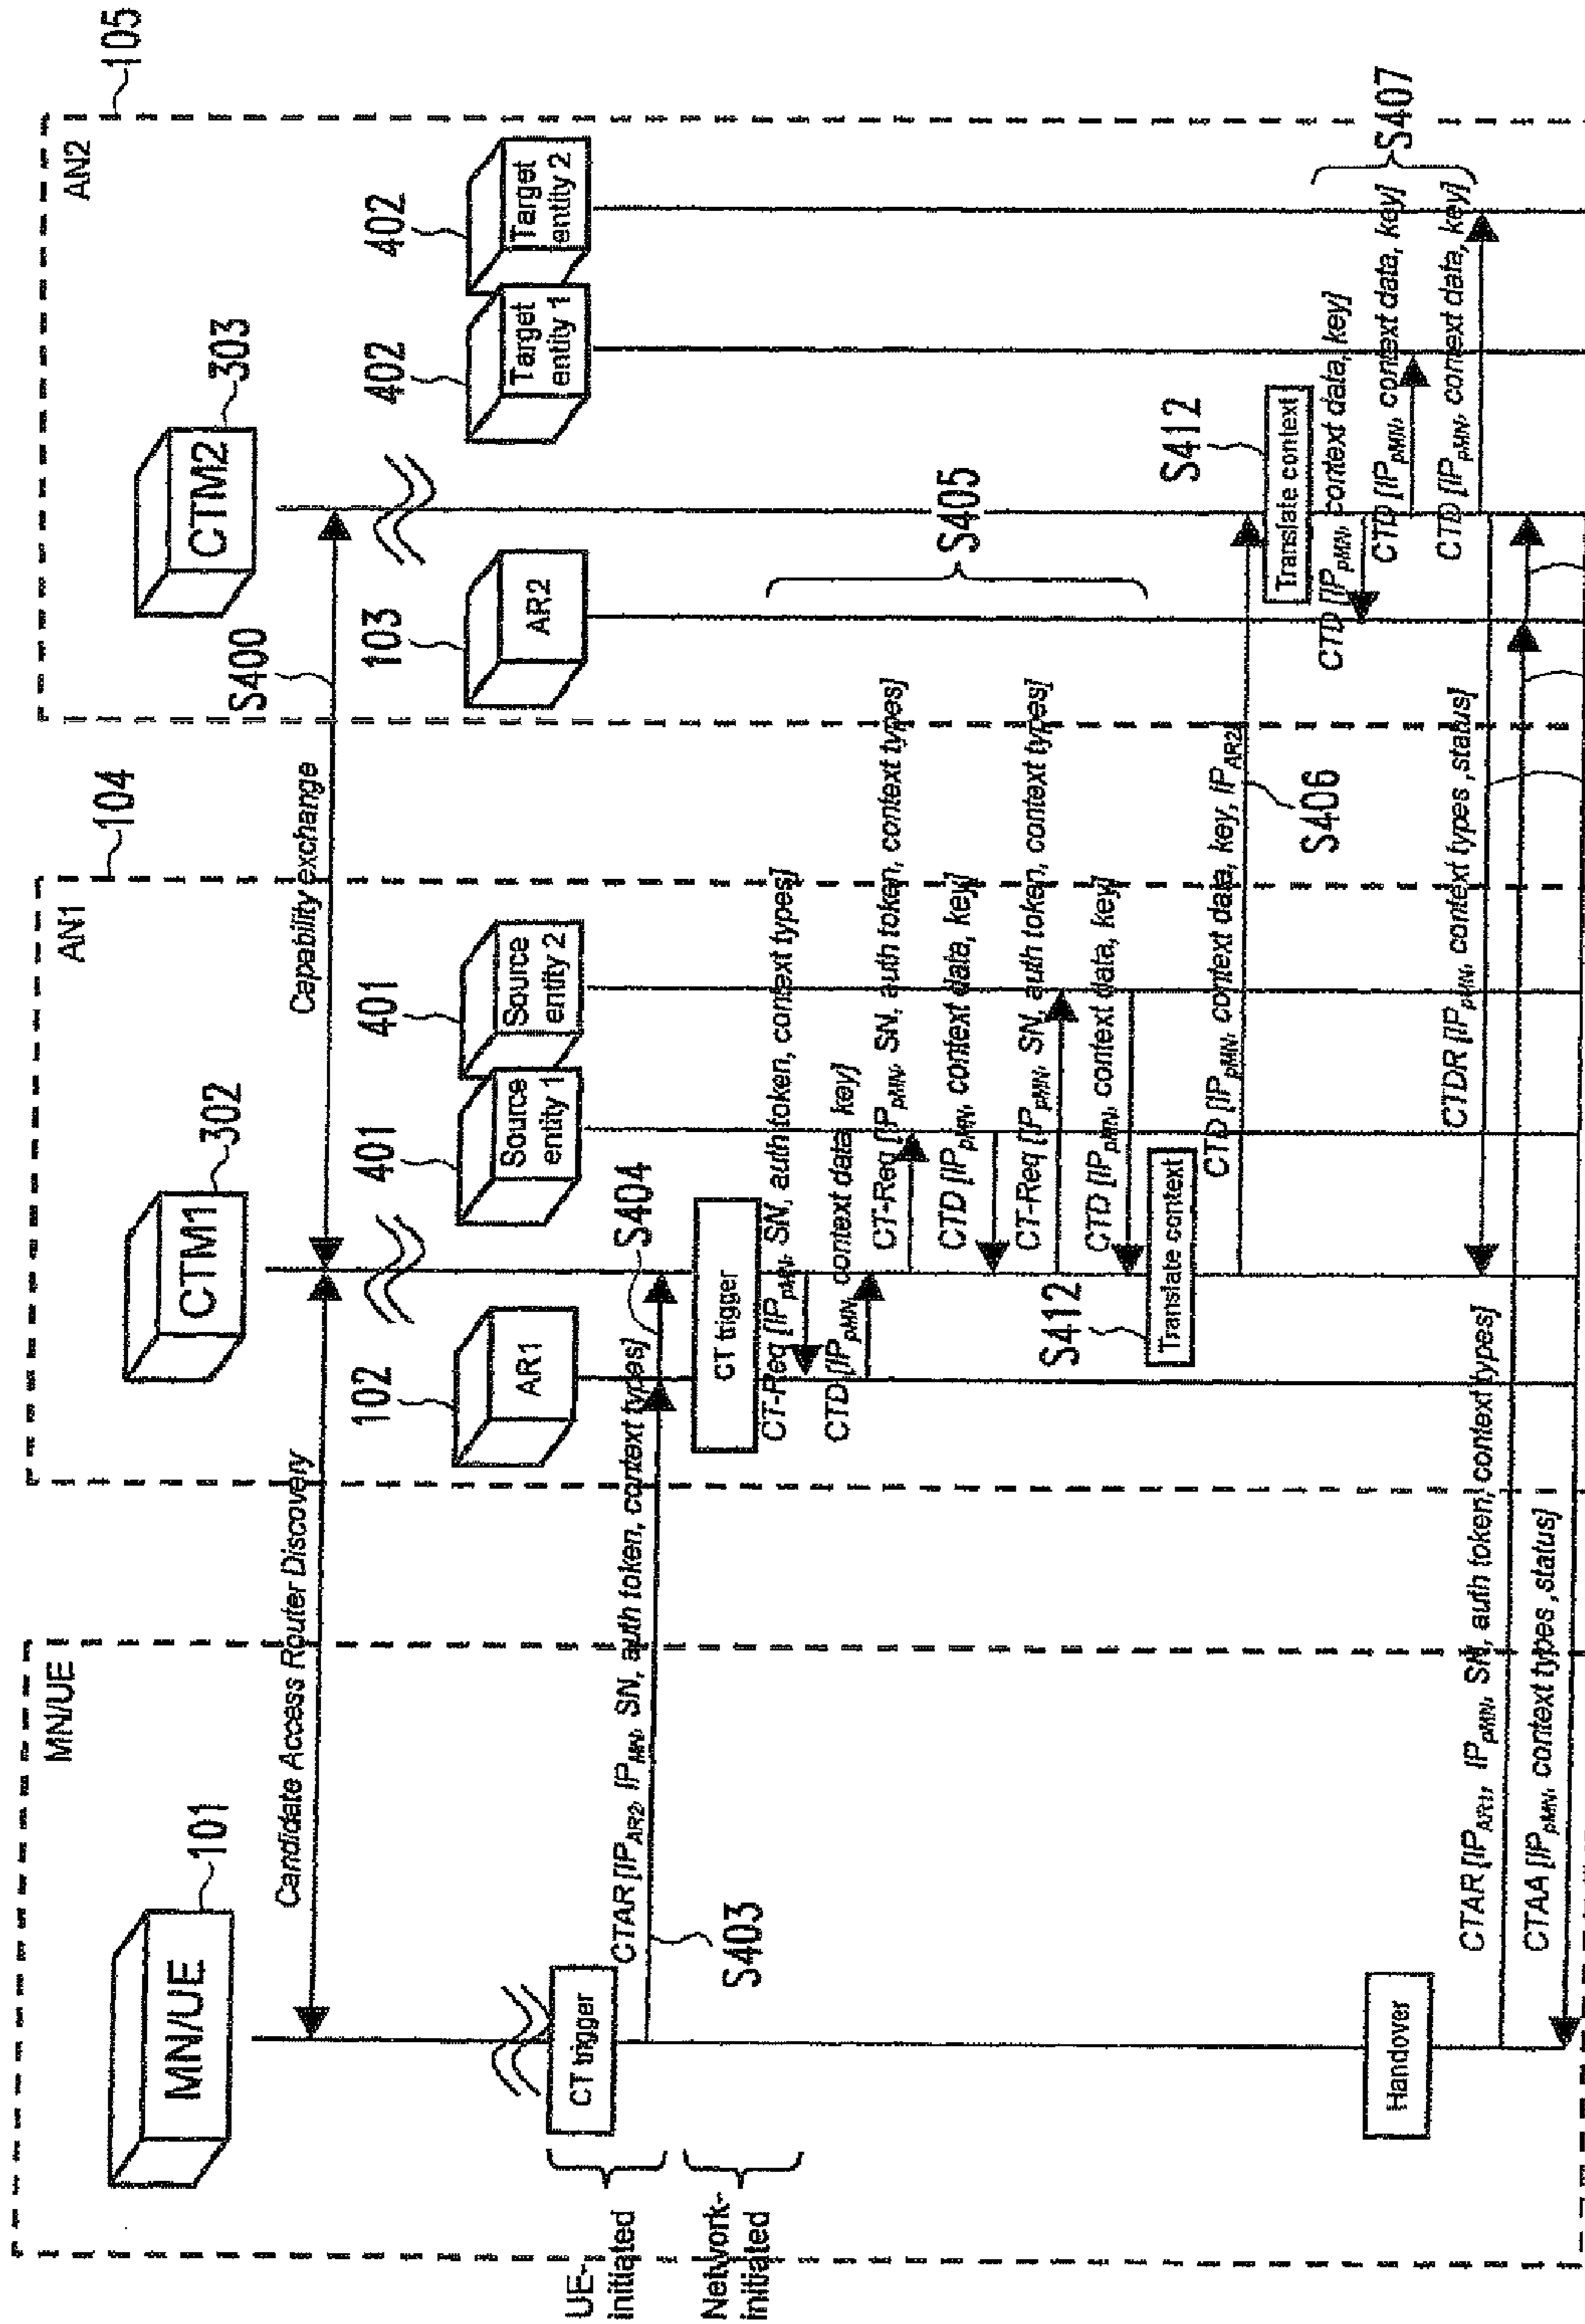 MN/UE
AN1
104
AN2
105
MN/UE
101
CTM1
302
CTM2
303
Candidate Access Router Discovery
Capability exchange
S400
102
AR1
401
Source
entity 1
401
Source
entity 2
103
AR2
402
Target
entity 1
402
Target
entity 2
UE-
initiated
CT trigger
CTAR [IPAR2, IPMN, SN, auth token, context types]
S403
S404
Network-
initiated
CT trigger
CT-Req [IPpMN, SN, auth token, context types]
CTD [IPpMN, context data, key]
CT-Req [IPpMN, SN, auth token, context types]
CTD [IPpMN, context data, key]
CT-Req [IPpMN, SN, auth token, context types]
CTD [IPpMN, context data, key]
S405
S412
Translate context
CTD [IPpMN, context data, key, IPAR2]
S406
S412
Translate context
CTD [IPpMN, context data, key]
CTD [IPpMN, context data, key]
CTD [IPpMN, context data, key]
S407
Handover
CTDR [IPpMN, context types ,status]
CTAR [IPAR1, IPpMN, SN, auth token, context types]
CTAA [IPpMN, context types ,status]